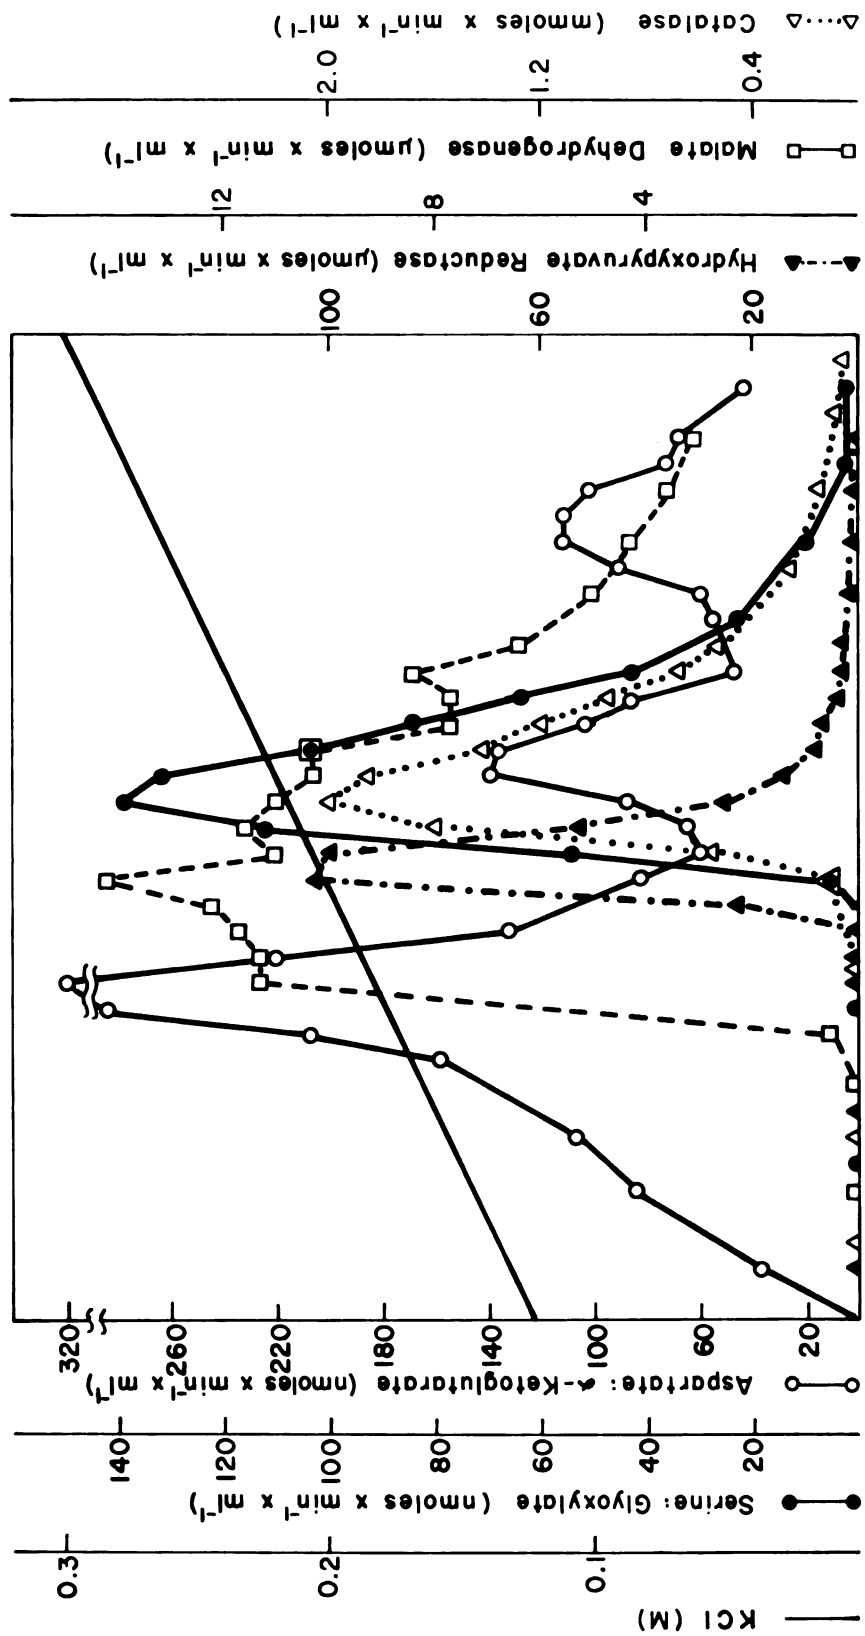 △·····△ Catalase (mmoles x min⁻¹ x ml⁻¹)
2.0 1.2 0.4
□——□ Malate Dehydrogenase (μmoles x min⁻¹ x ml⁻¹)
12 8 4
▲-·-·-▲ Hydroxypyruvate Reductase (μmoles x min⁻¹ x ml⁻¹)
100 60 20
320 260 220 180 140 100 60 20
○——○ Aspartate: α-Ketoglutarate (nmoles x min⁻¹ x ml⁻¹)
140 120 100 80 60 40 20
●——● Serine: Glyoxylate (nmoles x min⁻¹ x ml⁻¹)
0.3 0.2 0.1
—— KCl (M)